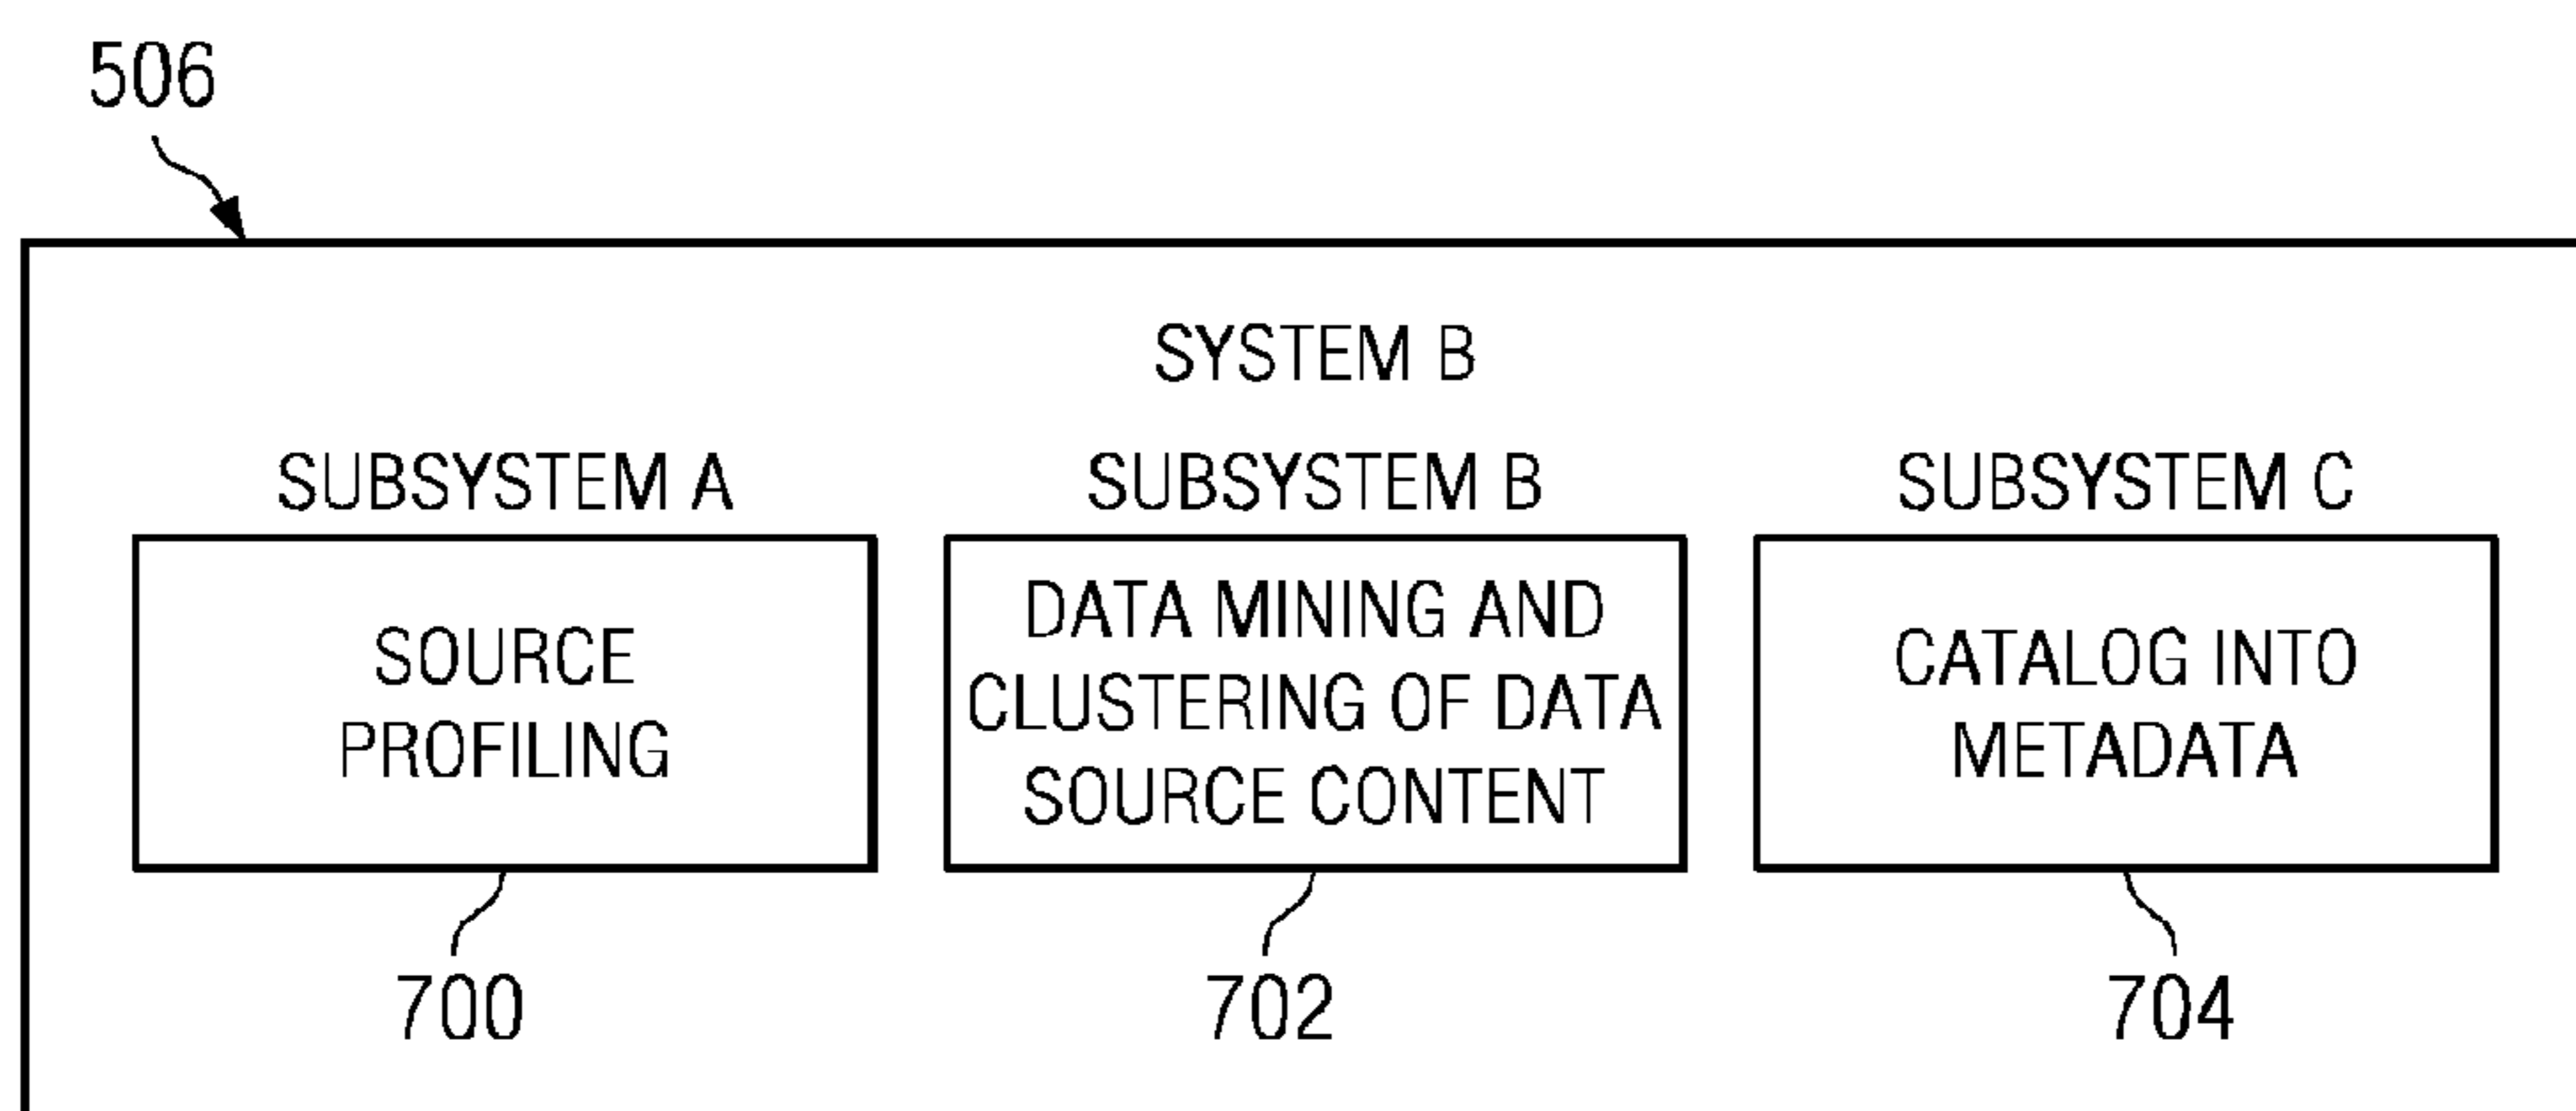 506
SYSTEM B
SUBSYSTEM A
SOURCE
PROFILING
700
SUBSYSTEM B
DATA MINING AND
CLUSTERING OF DATA
SOURCE CONTENT
702
SUBSYSTEM C
CATALOG INTO
METADATA
704